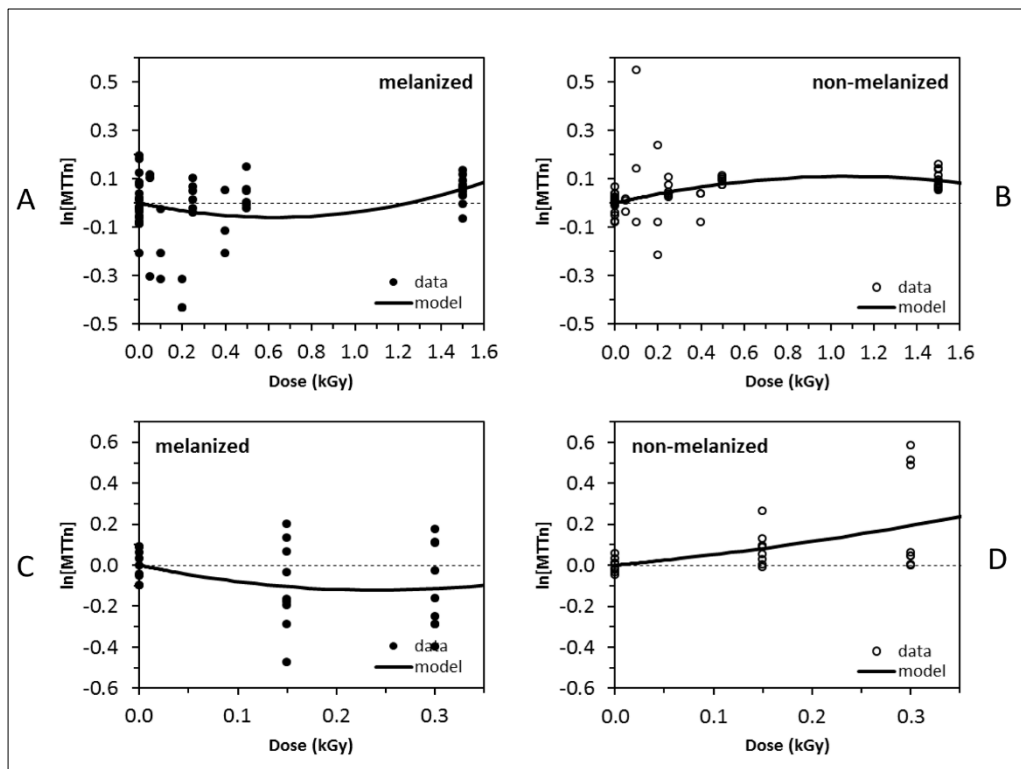 A
melanized
ln[MTTn]
0.5
0.3
0.1
-0.1
-0.3
-0.5
data
model
0.0 0.2 0.4 0.6 0.8 1.0 1.2 1.4 1.6
Dose (kGy)
B
non-melanized
ln[MTTn]
0.5
0.3
0.1
-0.1
-0.3
-0.5
data
model
0.0 0.2 0.4 0.6 0.8 1.0 1.2 1.4 1.6
Dose (kGy)
C
melanized
ln[MTTn]
0.6
0.4
0.2
0.0
-0.2
-0.4
-0.6
data
model
0.0 0.1 0.2 0.3
Dose (kGy)
D
non-melanized
ln[MTTn]
0.6
0.4
0.2
0.0
-0.2
-0.4
-0.6
data
model
0.0 0.1 0.2 0.3
Dose (kGy)